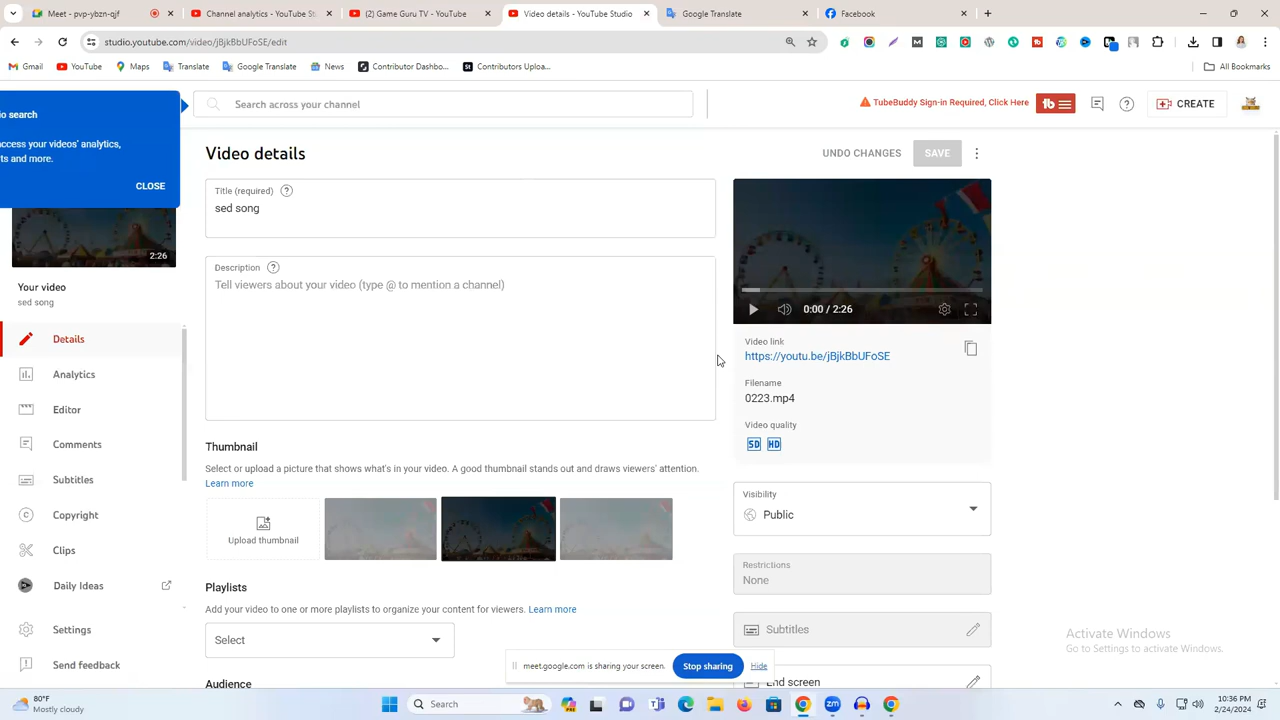 Meet - pvp-yzzn-qjf
Channel analytics - YouTube St
(2) Game Guru TV - YouTube
Video details - YouTube Studio
Google Translate
Facebook
studio.youtube.com/video/jBjkBbUFoSE/edit
Gmail
YouTube
Maps
Translate
Google Translate
News
Contributor Dashbo...
Contributors Uploa...
All Bookmarks
io search
access your videos' analytics,
ts and more.
CLOSE
Search across your channel
TubeBuddy Sign-in Required, Click Here
CREATE
Video details
UNDO CHANGES
SAVE
Title (required)
sed song
Description
Tell viewers about your video (type @ to mention a channel)
2:26
Your video
sed song
Details
Analytics
Editor
Comments
Subtitles
Copyright
Clips
Daily Ideas
Settings
Send feedback
0:00 / 2:26
Video link
https://youtu.be/jBjkBbUFoSE
Filename
0223.mp4
Video quality
SD HD
Thumbnail
Select or upload a picture that shows what's in your video. A good thumbnail stands out and draws viewers' attention.
Learn more
Upload thumbnail
Playlists
Add your video to one or more playlists to organize your content for viewers. Learn more
Select
Audience
Visibility
Public
Restrictions
None
Subtitles
End screen
meet.google.com is sharing your screen.
Stop sharing
Hide
Activate Windows
Go to Settings to activate Windows.
80°F
Mostly cloudy
Search
10:36 PM
2/24/2024